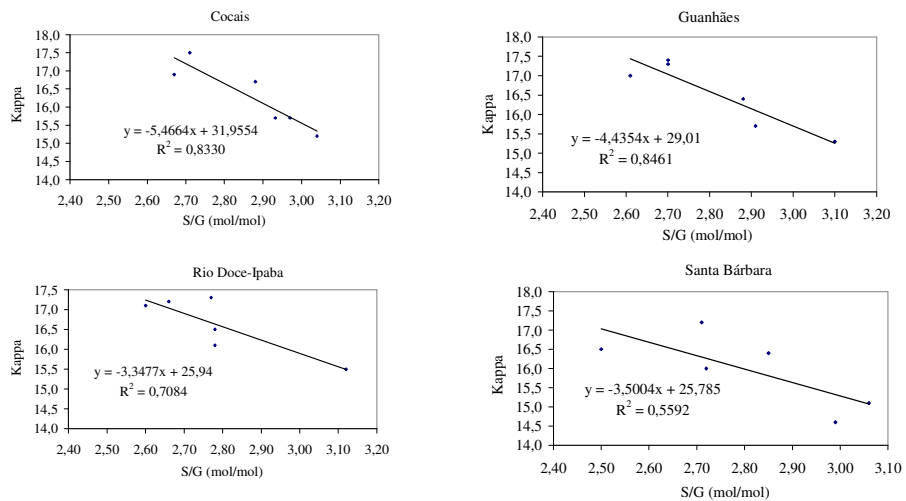 Cocais
18,0
17,5
17,0
16,5
16,0
15,5
15,0
14,5
14,0
Kappa
y = -5,4664x + 31,9554
R² = 0,8330
2,40 2,50 2,60 2,70 2,80 2,90 3,00 3,10 3,20
S/G (mol/mol)
Guanhães
18,0
17,5
17,0
16,5
16,0
15,5
15,0
14,5
14,0
Kappa
y = -4,4354x + 29,01
R² = 0,8461
2,40 2,50 2,60 2,70 2,80 2,90 3,00 3,10 3,20
S/G (mol/mol)
Rio Doce-Ipaba
17,5
17,0
16,5
16,0
15,5
15,0
14,5
14,0
Kappa
y = -3,3477x + 25,94
R² = 0,7084
2,40 2,50 2,60 2,70 2,80 2,90 3,00 3,10 3,20
S/G (mol/mol)
Santa Bárbara
18,0
17,5
17,0
16,5
16,0
15,5
15,0
14,5
14,0
Kappa
y = -3,5004x + 25,785
R² = 0,5592
2,40 2,50 2,60 2,70 2,80 2,90 3,00 3,10
S/G (mol/mol)